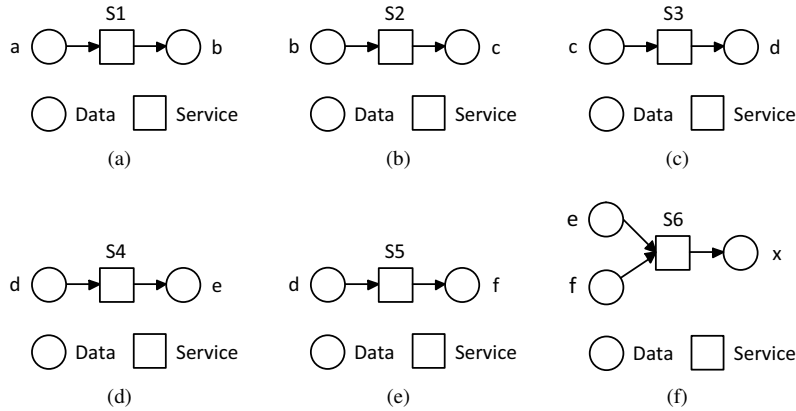 S1 S2 S3
a b b c c d
Data Service Data Service Data Service
(a) (b) (c)
e S6
S4 S5 x
d e d f f
Data Service Data Service Data Service
(d) (e) (f)